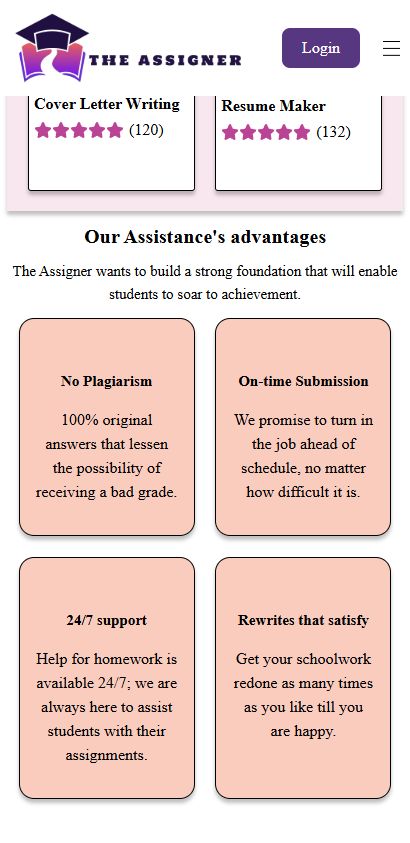 THE ASSIGNER
Login
Cover Letter Writing
(120)
Resume Maker
(132)
Our Assistance's advantages
The Assigner wants to build a strong foundation that will enable
students to soar to achievement.
No Plagiarism
100% original
answers that lessen
the possibility of
receiving a bad grade.
On-time Submission
We promise to turn in
the job ahead of
schedule, no matter
how difficult it is.
24/7 support
Help for homework is
available 24/7; we are
always here to assist
students with their
assignments.
Rewrites that satisfy
Get your schoolwork
redone as many times
as you like till you
are happy.